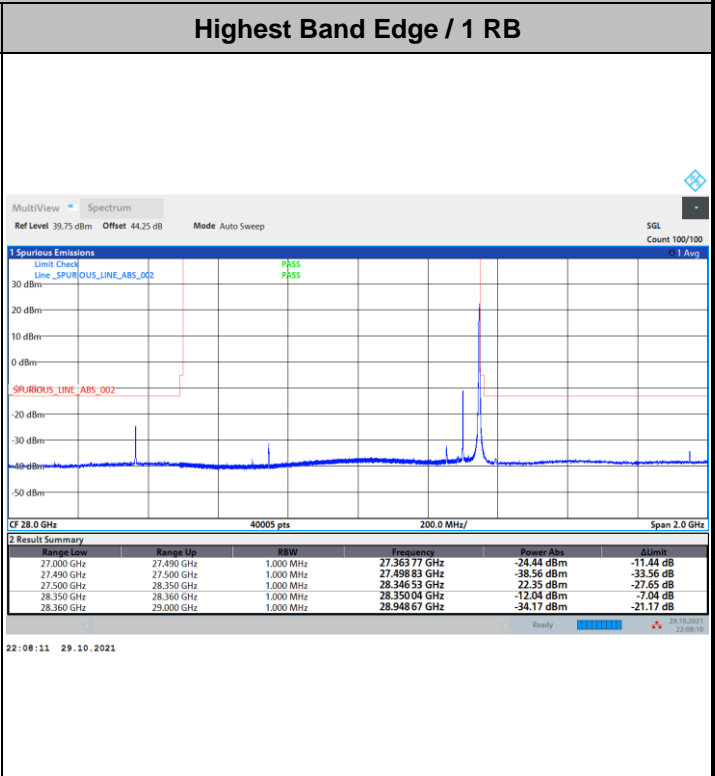 Highest Band Edge / 1 RB
MultiView Spectrum
Ref Level 39.75 dBm Offset 44.25 dB Mode Auto Sweep SGL
Count 100/100
1 Spurious Emissions 1 Avg
Limit Check PASS
Line _SPURIOUS_LINE_ABS_002 PASS
30 dBm
20 dBm
10 dBm
0 dBm
_SPURIOUS_LINE_ABS_002
-20 dBm
-30 dBm
-40 dBm
-50 dBm
CF 28.0 GHz 40005 pts 200.0 MHz/ Span 2.0 GHz
2 Result Summary
Range Low Range Up RBW Frequency Power Abs ΔLimit
27.000 GHz 27.490 GHz 1.000 MHz 27.363 77 GHz -24.44 dBm -11.44 dB
27.490 GHz 27.500 GHz 1.000 MHz 27.498 83 GHz -38.56 dBm -33.56 dB
27.500 GHz 28.350 GHz 1.000 MHz 28.346 53 GHz 22.35 dBm -27.65 dB
28.350 GHz 28.360 GHz 1.000 MHz 28.350 04 GHz -12.04 dBm -7.04 dB
28.360 GHz 29.000 GHz 1.000 MHz 28.948 67 GHz -34.17 dBm -21.17 dB
Ready 29.10.2021
22:08:10
22:08:11 29.10.2021